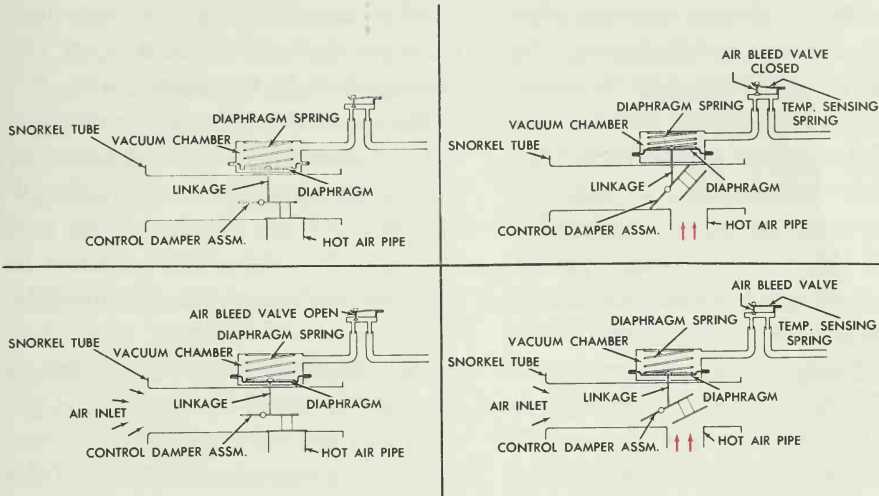 DIAPHRAGM SPRING
SNORKEL TUBE
VACUUM CHAMBER
LINKAGE
DIAPHRAGM
CONTROL DAMPER ASSM.
HOT AIR PIPE
AIR BLEED VALVE
CLOSED
DIAPHRAGM SPRING
TEMP. SENSING
SPRING
VACUUM CHAMBER
SNORKEL TUBE
LINKAGE
DIAPHRAGM
CONTROL DAMPER ASSM.
HOT AIR PIPE
AIR BLEED VALVE OPEN
DIAPHRAGM SPRING
SNORKEL TUBE
VACUUM CHAMBER
AIR INLET
LINKAGE
DIAPHRAGM
CONTROL DAMPER ASSM.
HOT AIR PIPE
AIR BLEED VALVE
DIAPHRAGM SPRING
TEMP. SENSING
SPRING
VACUUM CHAMBER
SNORKEL TUBE
LINKAGE
DIAPHRAGM
AIR INLET
CONTROL DAMPER ASSM.
HOT AIR PIPE